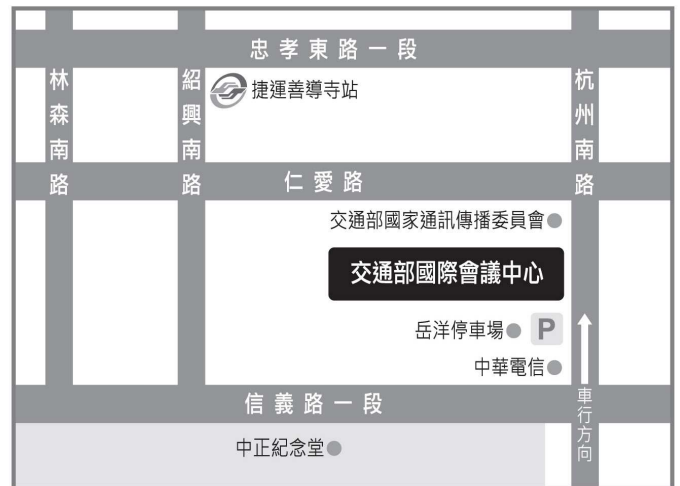 忠孝東路一段
林森南路
紹興南路
捷運善導寺站
杭州南路
仁愛路
交通部國家通訊傳播委員會
交通部國際會議中心
岳洋停車場 P
中華電信
車行方向
信義路一段
中正紀念堂